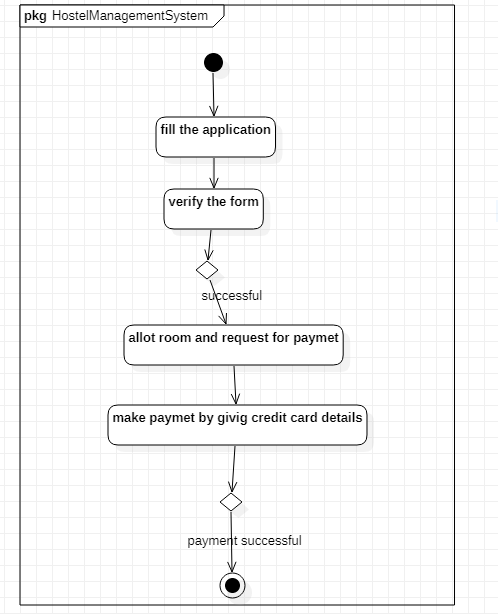 pkg HostelManagementSystem
fill the application
verify the form
successful
allot room and request for paymet
make paymet by givig credit card details
payment successful